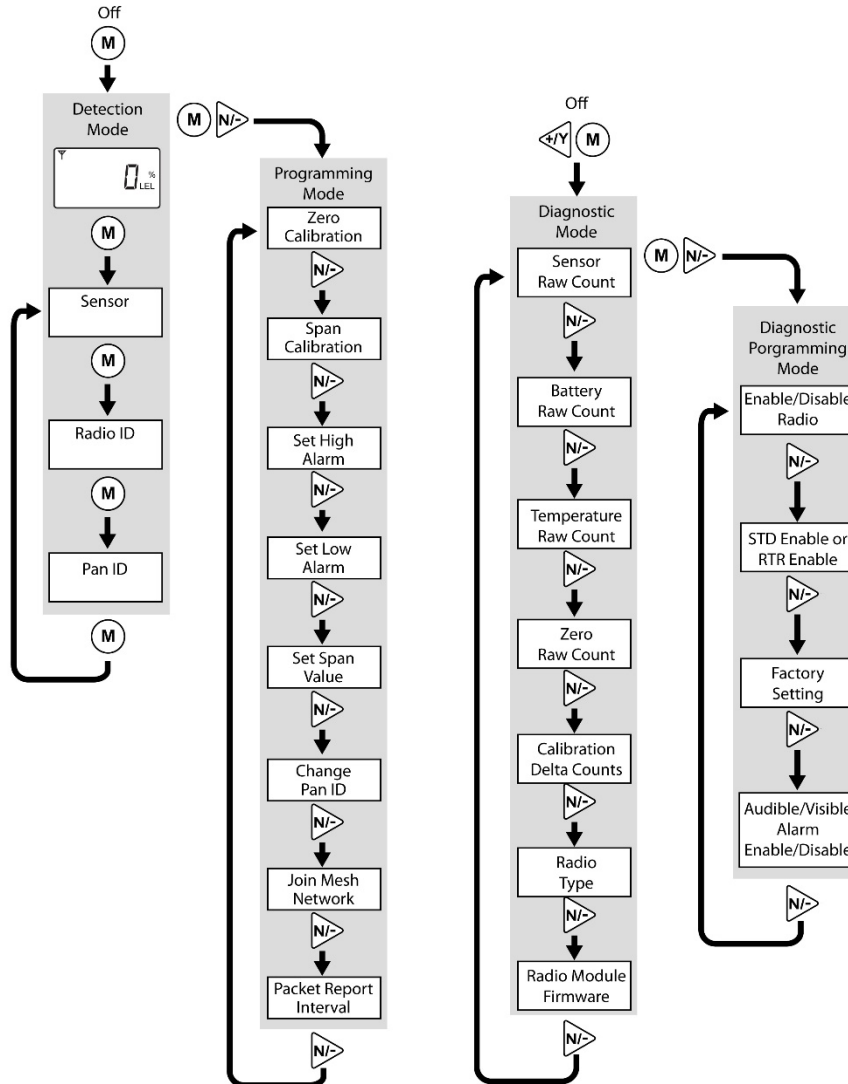 Off
M
Detection
Mode
0 %
LEL
M
Sensor
M
Radio ID
M
Pan ID
M
M N/-
Programming
Mode
Zero
Calibration
N/-
Span
Calibration
N/-
Set High
Alarm
N/-
Set Low
Alarm
N/-
Set Span
Value
N/-
Change
Pan ID
N/-
Join Mesh
Network
N/-
Packet Report
Interval
N/-
Off
+/Y M
Diagnostic
Mode
Sensor
Raw Count
N/-
Battery
Raw Count
N/-
Temperature
Raw Count
N/-
Zero
Raw Count
N/-
Calibration
Delta Counts
N/-
Radio
Type
N/-
Radio Module
Firmware
N/-
M N/-
Diagnostic
Porgramming
Mode
Enable/Disable
Radio
N/-
STD Enable or
RTR Enable
N/-
Factory
Setting
N/-
Audible/Visible
Alarm
Enable/Disable
N/-